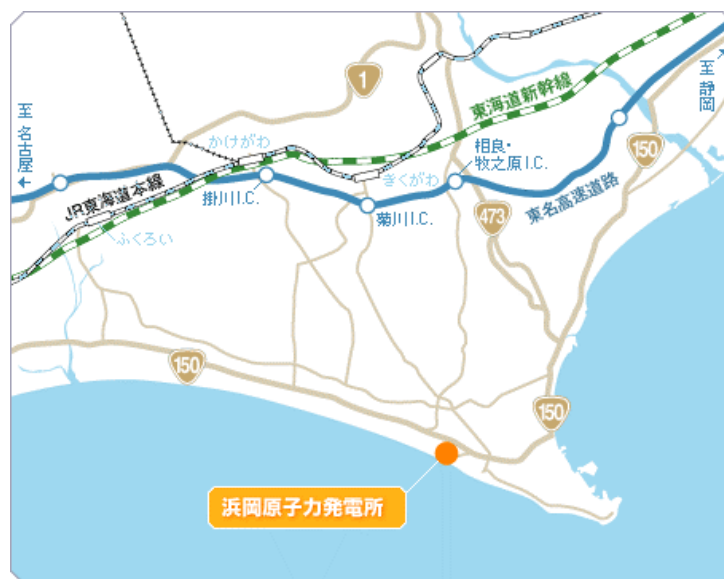 1
至 静岡
東海道新幹線
150
至 名古屋
かけがわ
相良・
牧之原I.C.
きくがわ
JR東海道本線
掛川I.C.
菊川I.C.
473
東名高速道路
ふくろい
150
150
浜岡原子力発電所